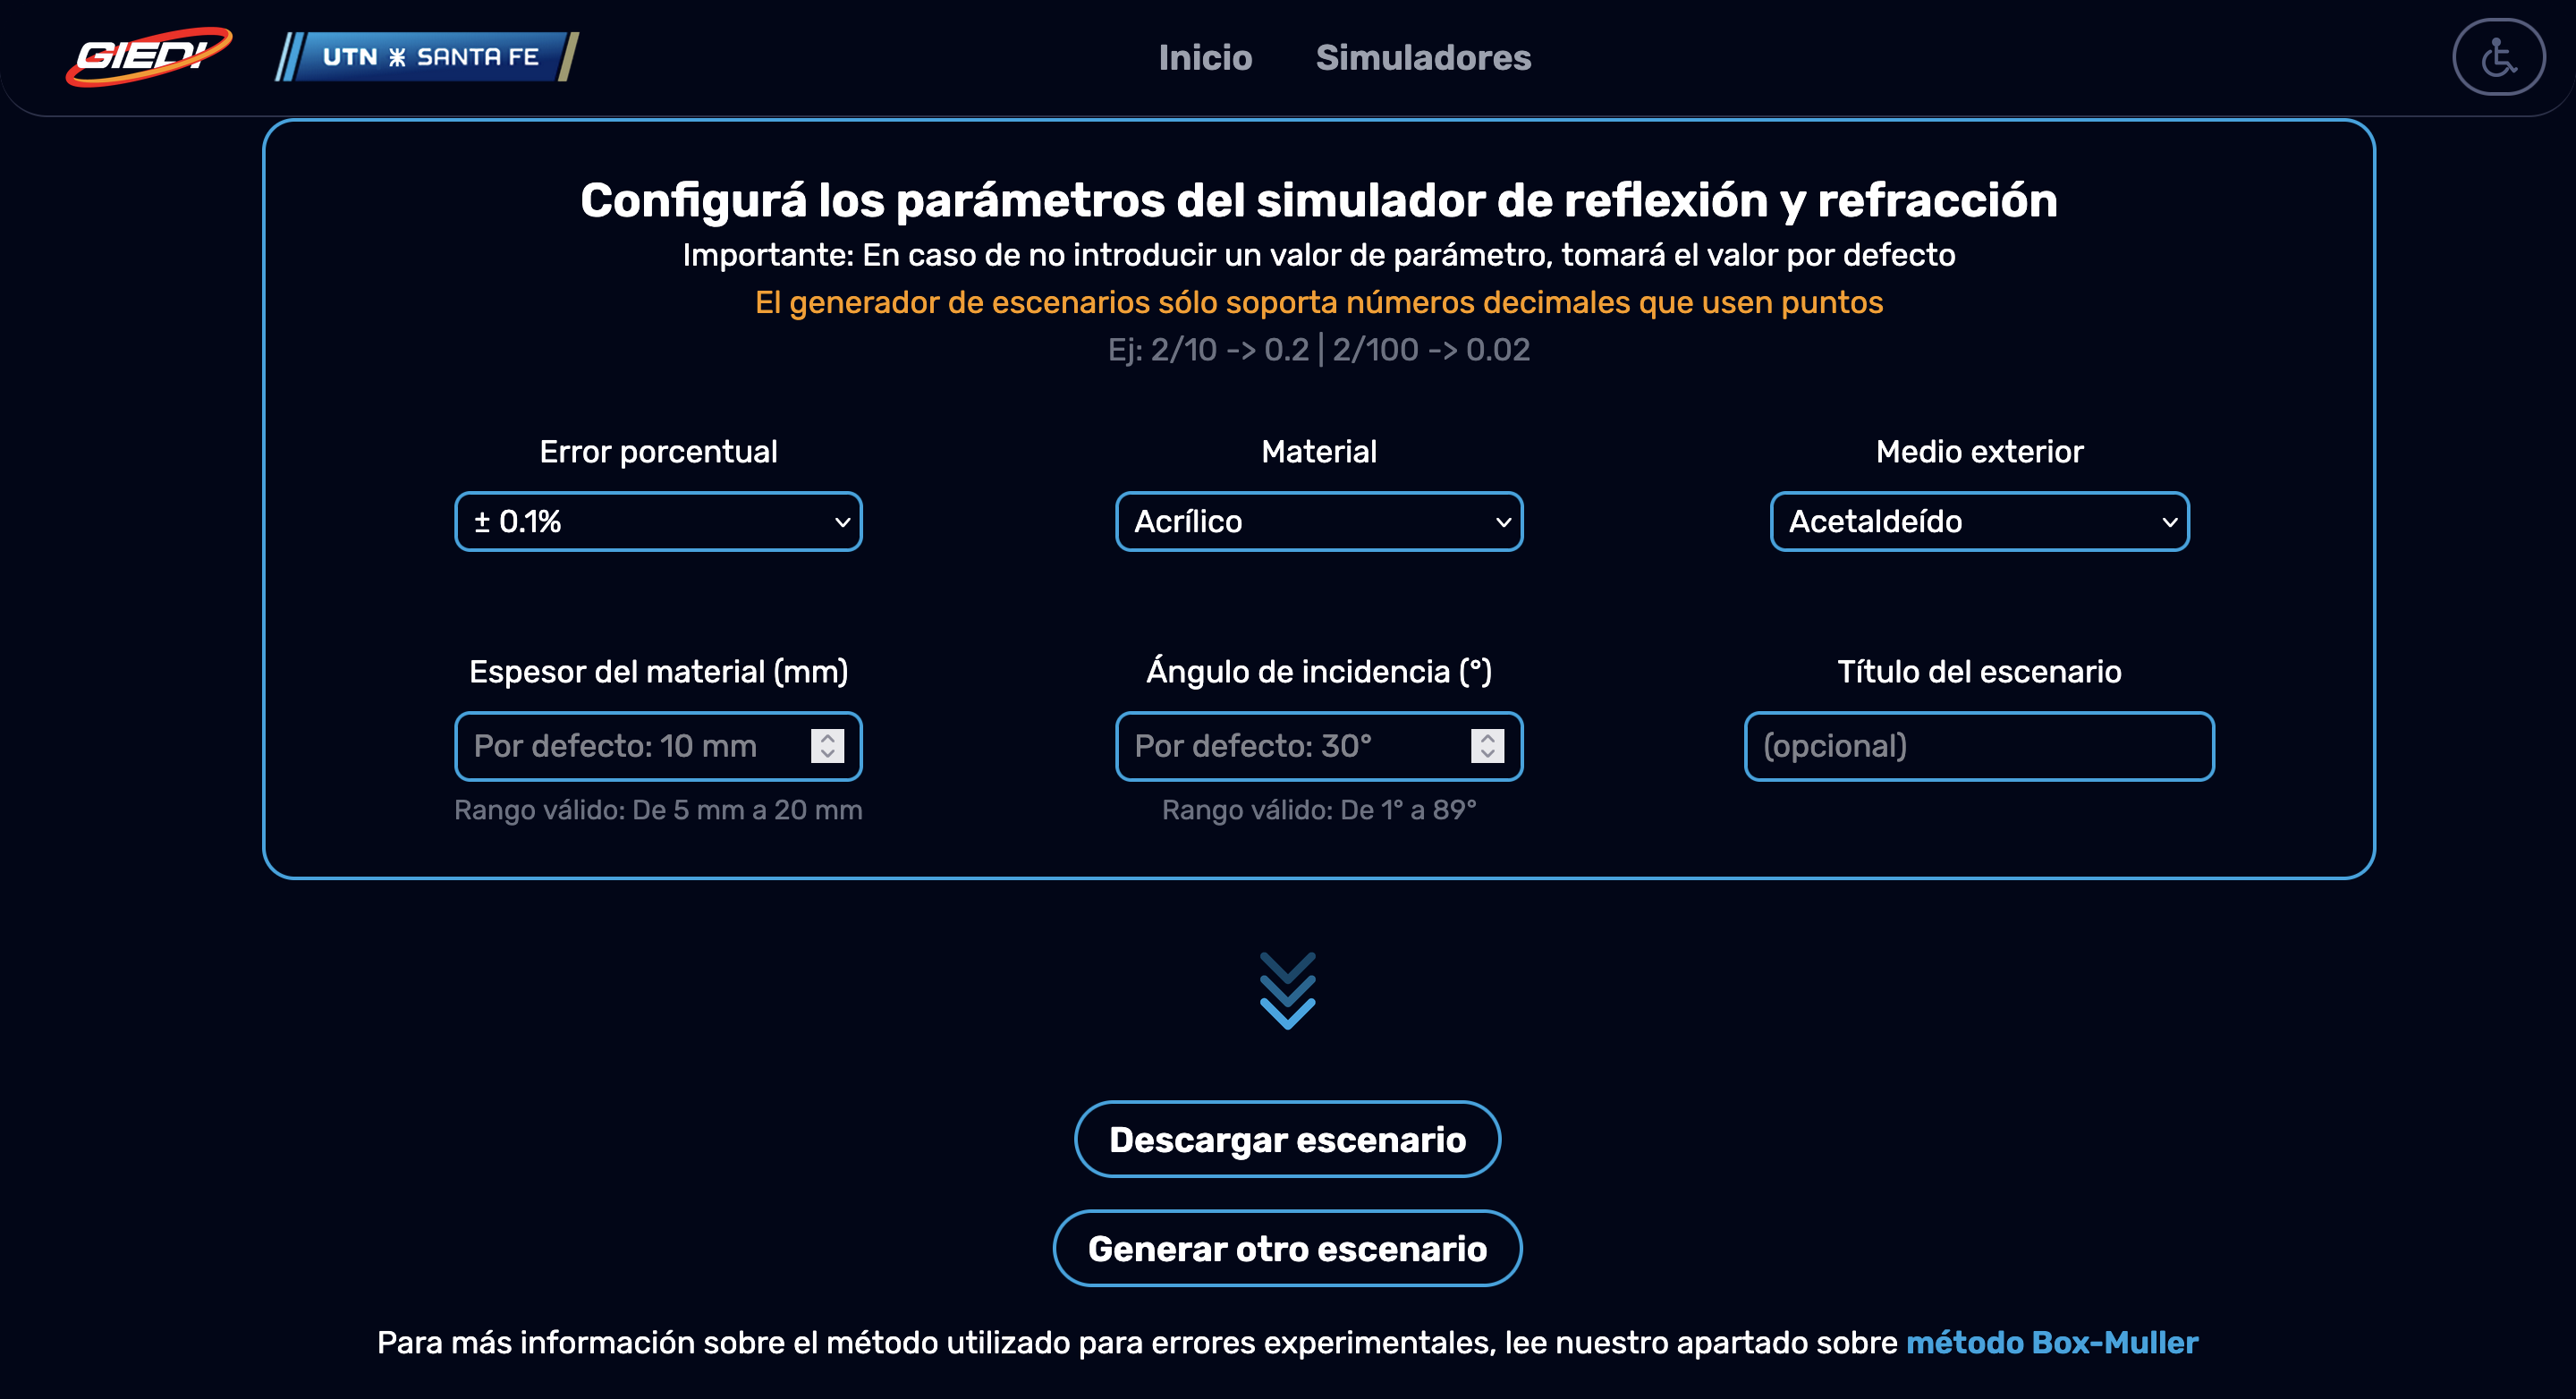 GIEDI
UTN SANTA FE
Inicio
Simuladores
Configurá los parámetros del simulador de reflexión y refracción
Importante: En caso de no introducir un valor de parámetro, tomará el valor por defecto
El generador de escenarios sólo soporta números decimales que usen puntos
Ej: 2/10 -> 0.2 | 2/100 -> 0.02
Error porcentual
± 0.1%
Material
Acrílico
Medio exterior
Acetaldeído
Espesor del material (mm)
Por defecto: 10 mm
Rango válido: De 5 mm a 20 mm
Ángulo de incidencia (°)
Por defecto: 30°
Rango válido: De 1° a 89°
Título del escenario
(opcional)
Descargar escenario
Generar otro escenario
Para más información sobre el método utilizado para errores experimentales, lee nuestro apartado sobre método Box-Muller